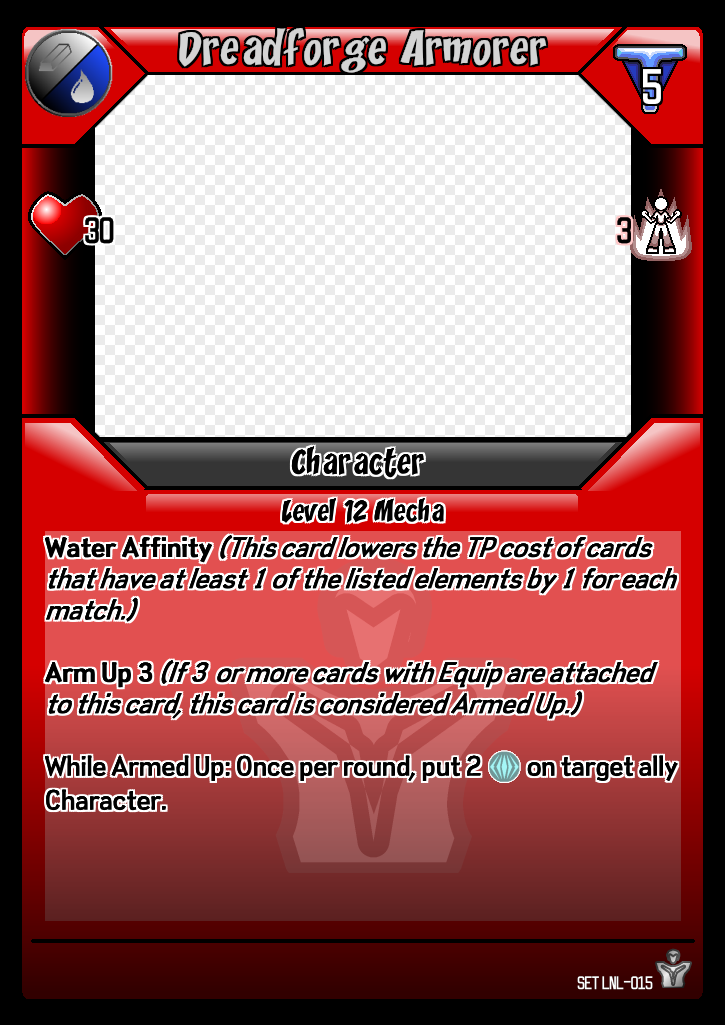 Dreadforge Armorer
5
30
3
Character
Level 12 Mecha
Water Affinity (This card lowers the TP cost of cards
that have at least 1 of the listed elements by 1 for each
match.)
Arm Up 3 (If 3 or more cards with Equip are attached
to this card, this card is considered Armed Up.)
While Armed Up: Once per round, put 2 on target ally
Character.
SET LNL-015